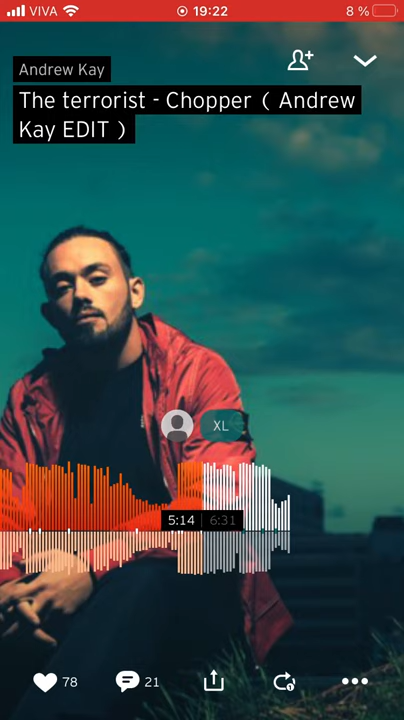 VIVA 19:22 8 %
Andrew Kay
The terrorist - Chopper ( Andrew
Kay EDIT )
XL
5:14 | 6:31
78 21 1